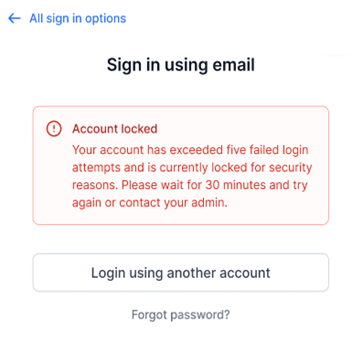 All sign in options
Sign in using email
Account locked
Your account has exceeded five failed login
attempts and is currently locked for security
reasons. Please wait for 30 minutes and try
again or contact your admin.
Login using another account
Forgot password?